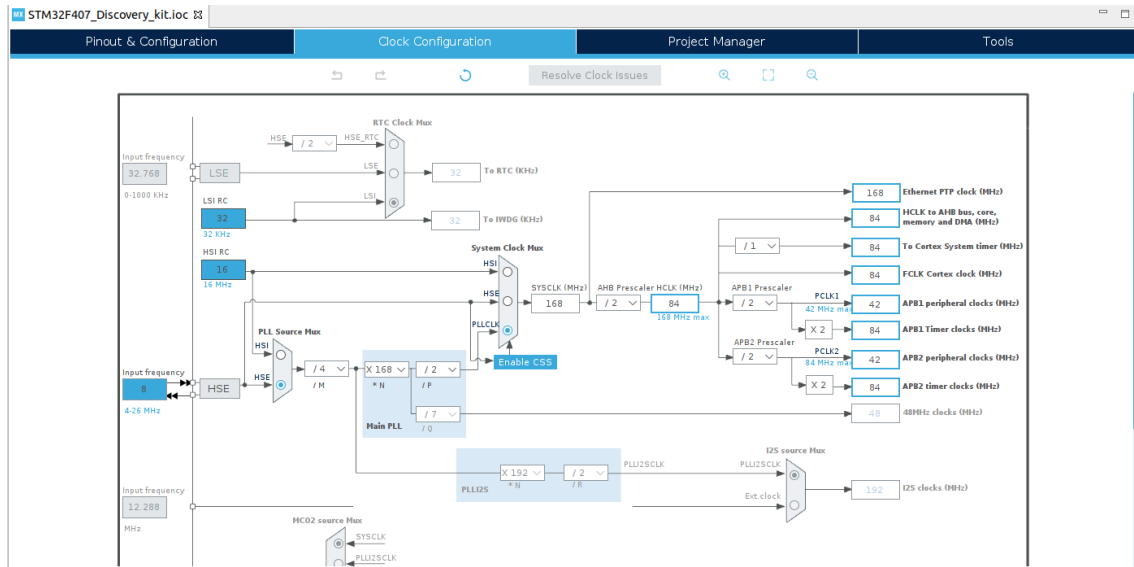 MX STM32F407_Discovery_kit.ioc
Pinout & Configuration
Clock Configuration
Project Manager
Tools
Resolve Clock Issues
RTC Clock Mux
HSE
/ 2
HSE_RTC
Input frequency
32.768
0-1000 KHz
LSE
LSE
32
To RTC (KHz)
LSI RC
32
32 KHz
LSI
32
To IWDG (KHz)
HSI RC
16
16 MHz
System Clock Mux
HSI
HSE
PLLCLK
SYSCLK (MHz)
168
AHB Prescaler
/ 2
HCLK (MHz)
84
168 MHz max
168
Ethernet PTP clock (MHz)
84
HCLK to AHB bus, core,
memory and DMA (MHz)
/ 1
84
To Cortex System timer (MHz)
84
FCLK Cortex clock (MHz)
APB1 Prescaler
/ 2
PCLK1
42 MHz max
42
APB1 peripheral clocks (MHz)
X 2
84
APB1 Timer clocks (MHz)
APB2 Prescaler
/ 2
PCLK2
84 MHz max
42
APB2 peripheral clocks (MHz)
X 2
84
APB2 timer clocks (MHz)
PLL Source Mux
HSI
HSE
Input frequency
8
4-26 MHz
HSE
/ 4
/ M
X 168
* N
/ 2
/ P
Enable CSS
/ 7
/ Q
Main PLL
48
48MHz clocks (MHz)
X 192
* N
/ 2
/ R
PLLI2S
PLLI2SCLK
I2S source Mux
PLLI2SCLK
Ext.clock
192
I2S clocks (MHz)
Input frequency
12.288
MHz
MC02 source Mux
SYSCLK
PLLI2SCLK